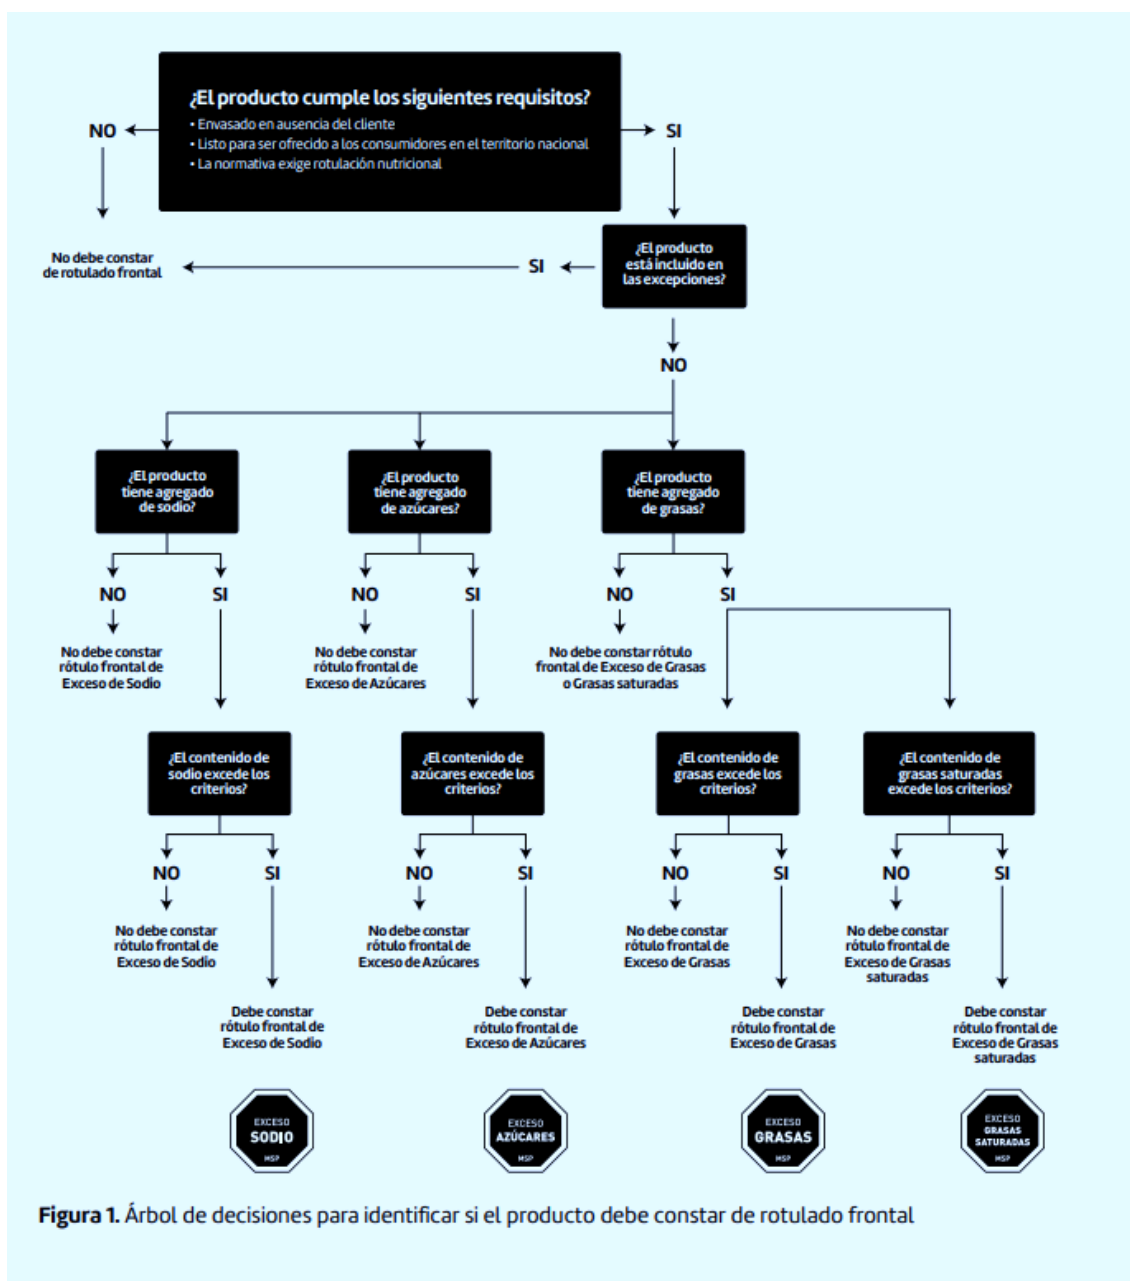 ¿El producto cumple los siguientes requisitos?
• Envasado en ausencia del cliente
• Listo para ser ofrecido a los consumidores en el territorio nacional
• La normativa exige rotulación nutricional
NO
SI
No debe constar
de rotulado frontal
SI
¿El producto
está incluido en
las excepciones?
NO
¿El producto
tiene agregado
de sodio?
¿El producto
tiene agregado
de azúcares?
¿El producto
tiene agregado
de grasas?
NO
SI
NO
SI
NO
SI
No debe constar
rótulo frontal de
Exceso de Sodio
No debe constar
rótulo frontal de
Exceso de Azúcares
No debe constar rótulo
frontal de Exceso de Grasas
o Grasas saturadas
¿El contenido de
sodio excede los
criterios?
¿El contenido de
azúcares excede los
criterios?
¿El contenido de
grasas excede los
criterios?
¿El contenido de
grasas saturadas
excede los criterios?
NO
SI
NO
SI
NO
SI
NO
SI
No debe constar
rótulo frontal de
Exceso de Sodio
No debe constar
rótulo frontal de
Exceso de Azúcares
No debe constar
rótulo frontal de
Exceso de Grasas
No debe constar
rótulo frontal de
Exceso de Grasas
saturadas
Debe constar
rótulo frontal de
Exceso de Sodio
Debe constar
rótulo frontal de
Exceso de Azúcares
Debe constar
rótulo frontal de
Exceso de Grasas
Debe constar
rótulo frontal de
Exceso de Grasas
saturadas
EXCESO
SODIO
MSP
EXCESO
AZÚCARES
MSP
EXCESO
GRASAS
MSP
EXCESO
GRASAS
SATURADAS
MSP
Figura 1. Árbol de decisiones para identificar si el producto debe constar de rotulado frontal